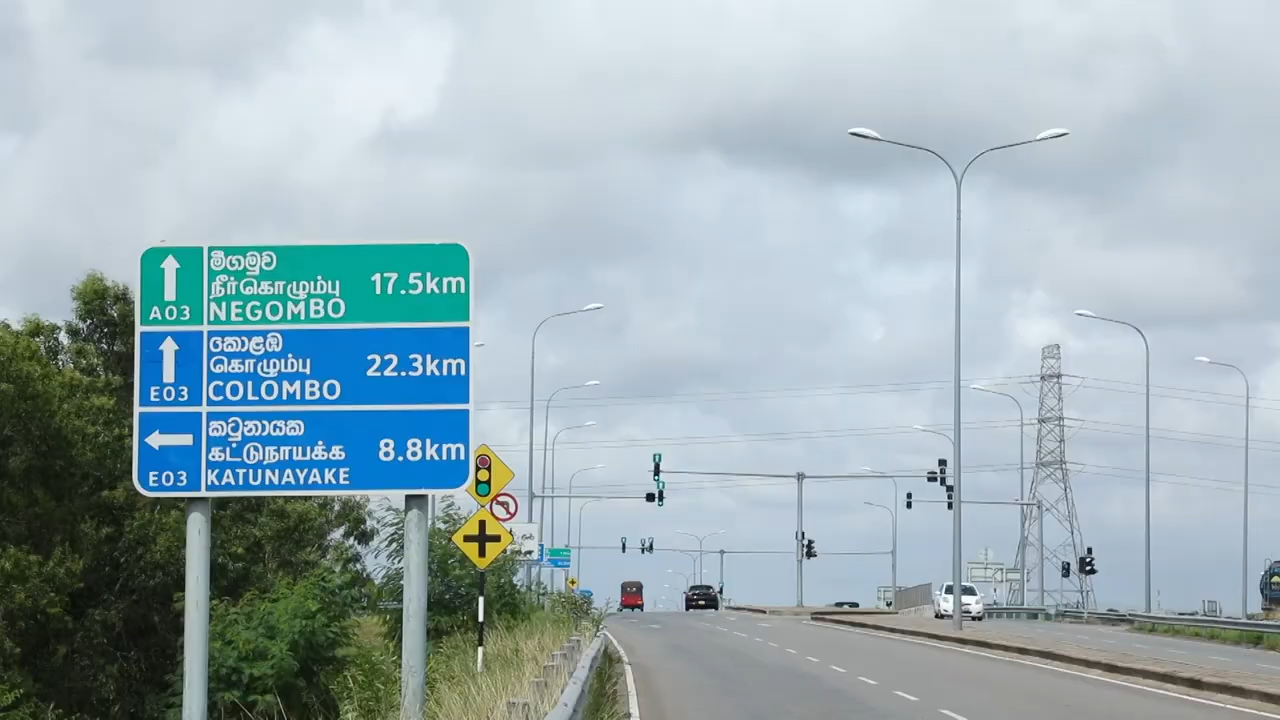 මීගමුව
நீர்கொழும்பு
NEGOMBO
17.5km
A03
කොළඹ
கொழும்பு
COLOMBO
22.3km
E03
කටුනායක
கட்டுநாயக்க
KATUNAYAKE
8.8km
E03